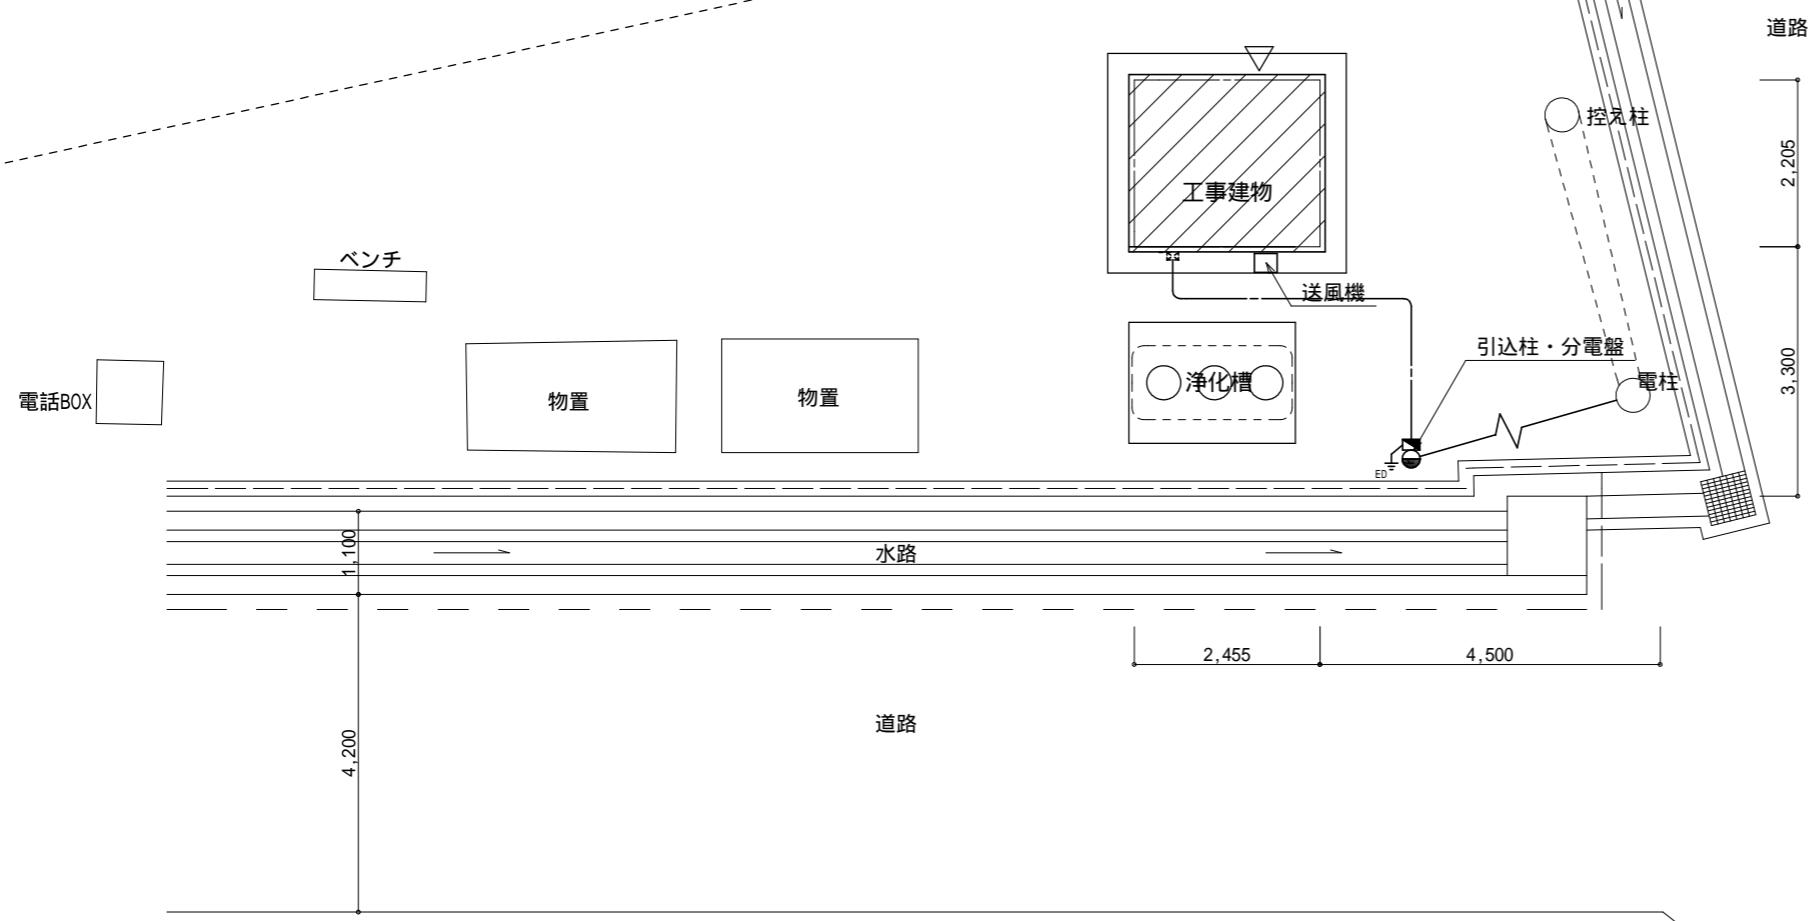 道路
控え柱
2,205
工事建物
ベンチ
送風機
引込柱・分電盤
3,300
電話BOX
物置
物置
浄化槽
電柱
ED
1,100
水路
2,455
4,500
道路
4,200